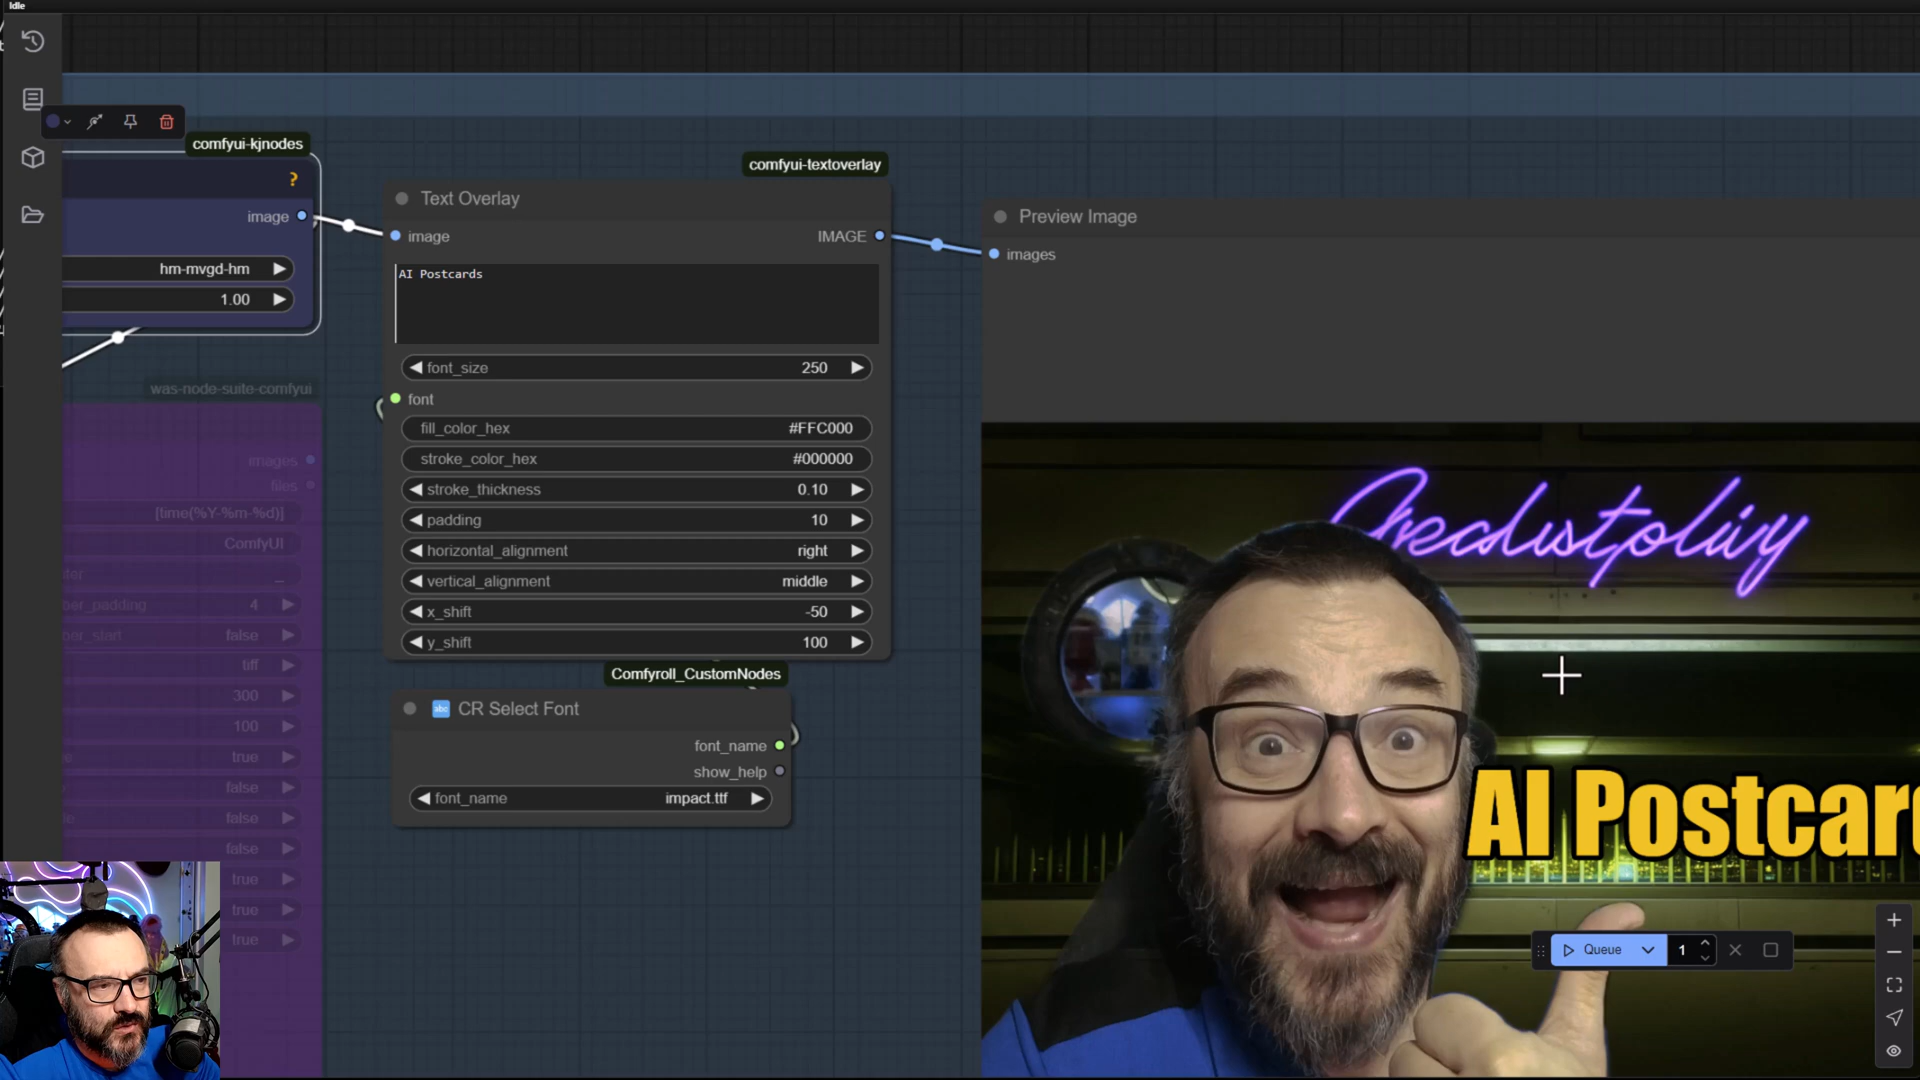 Idle
comfyui-kjnodes
?
image
hm-mvgd-hm
1.00
was-node-suite-comfyui
images
files
[time(%Y-%m-%d)]
ComfyUI
_
ber_padding 4
false
tiff
300
100
true
false
false
false
true
true
true
comfyui-textoverlay
Text Overlay
image IMAGE
AI Postcards
font_size 250
font
fill_color_hex #FFC000
stroke_color_hex #000000
stroke_thickness 0.10
padding 10
horizontal_alignment right
vertical_alignment middle
x_shift -50
y_shift 100
Comfyroll_CustomNodes
abc CR Select Font
font_name
show_help
font_name impact.ttf
Preview Image
images
AI Postcar
Queue 1